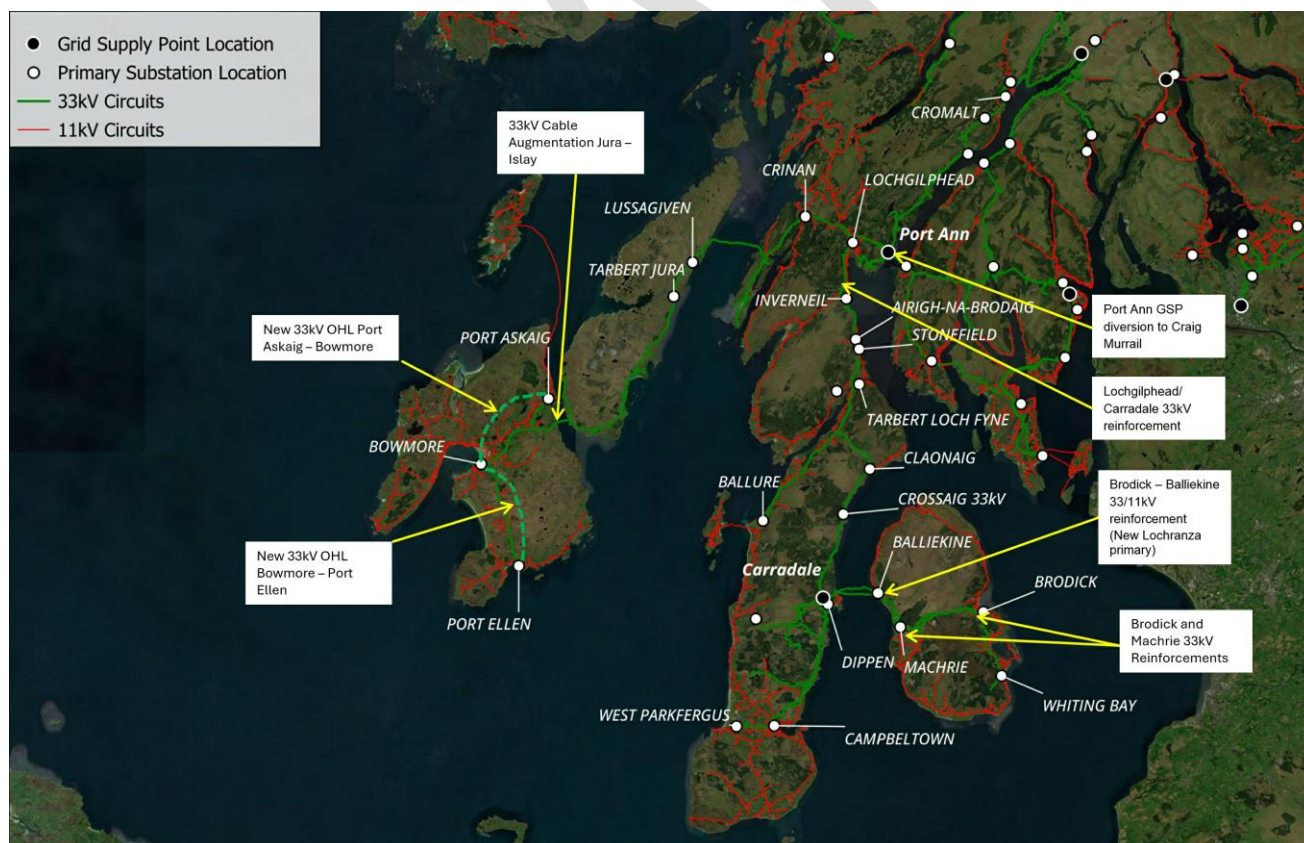 Grid Supply Point Location
Primary Substation Location
33kV Circuits
11kV Circuits
33kV Cable
Augmentation Jura –
Islay
CROMALT
CRINAN
LOCHGILPHEAD
LUSSAGIVEN
Port Ann
TARBERT JURA
INVERNEIL
AIRIGH-NA-BRODAIG
STONEFIELD
Port Ann GSP
diversion to Craig
Murrail
New 33kV OHL Port
Askaig – Bowmore
PORT ASKAIG
Lochgilphead/
Carradale 33kV
reinforcement
TARBERT LOCH FYNE
BOWMORE
CLAONAIG
BALLURE
CROSSAIG 33kV
Brodick – Balliekine
33/11kV
reinforcement
(New Lochranza
primary)
New 33kV OHL
Bowmore – Port
Ellen
BALLIEKINE
Carradale
BRODICK
PORT ELLEN
Brodick and
Machrie 33kV
Reinforcements
DIPPEN
MACHRIE
WHITING BAY
WEST PARKFERGUS
CAMPBELTOWN